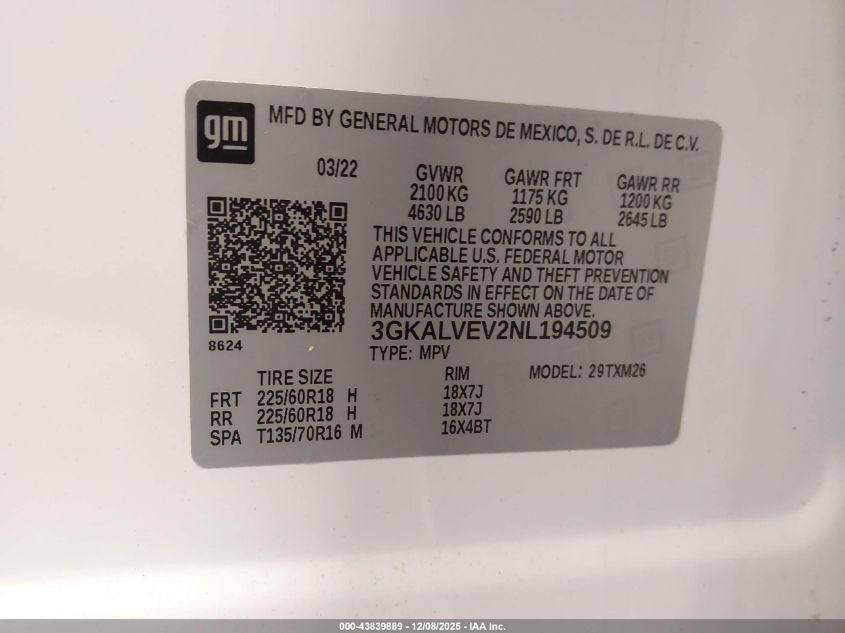 gm
MFD BY GENERAL MOTORS DE MEXICO, S. DE R.L. DE C.V.
03/22 GVWR GAWR FRT GAWR RR
2100 KG 1175 KG 1200 KG
4630 LB 2590 LB 2645 LB
THIS VEHICLE CONFORMS TO ALL
APPLICABLE U.S. FEDERAL MOTOR
VEHICLE SAFETY AND THEFT PREVENTION
STANDARDS IN EFFECT ON THE DATE OF
MANUFACTURE SHOWN ABOVE.
3GKALVEV2NL194509
8624
TYPE: MPV
TIRE SIZE RIM MODEL: 29TXM26
FRT 225/60R18 H 18X7J
RR 225/60R18 H 18X7J
SPA T135/70R16 M 16X4BT
000-43839889 - 12/08/2025 - IAA Inc.